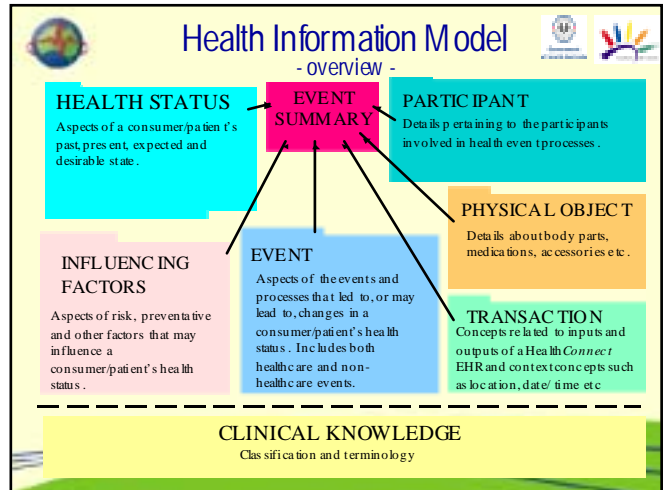 Health Information Model
- overview -
HEALTH STATUS
Aspects of a consumer/patient's
past, present, expected and
desirable state.
EVENT
SUMMARY
PARTICIPANT
Details pertaining to the participants
involved in health event processes.
PHYSICAL OBJECT
Details about body parts,
medications, accessories etc.
INFLUENCING
FACTORS
Aspects of risk, preventative
and other factors that may
influence a
consumer/patient's health
status.
EVENT
Aspects of the events and
processes that led to, or may
lead to, changes in a
consumer/patient's health
status. Includes both
healthcare and non-
healthcare events.
TRANSACTION
Concepts related to inputs and
outputs of a HealthConnect
EHR and context concepts such
as location, date/ time etc
CLINICAL KNOWLEDGE
Classification and terminology